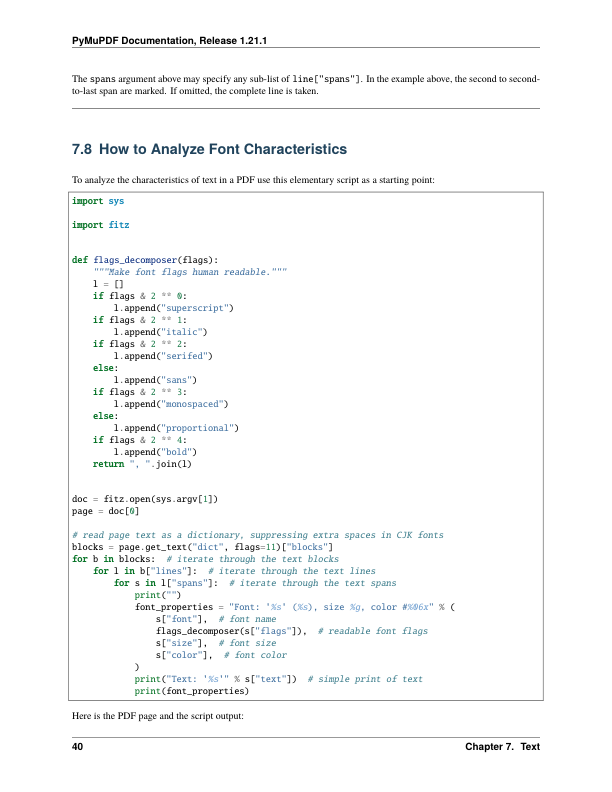 PyMuPDF Documentation, Release 1.21.1
The spans argument above may specify any sub-list of line["spans"]. In the example above, the second to second-
to-last span are marked. If omitted, the complete line is taken.
7.8 How to Analyze Font Characteristics
To analyze the characteristics of text in a PDF use this elementary script as a starting point:
import sys

import fitz


def flags_decomposer(flags):
    """Make font flags human readable."""
    l = []
    if flags & 2 ** 0:
        l.append("superscript")
    if flags & 2 ** 1:
        l.append("italic")
    if flags & 2 ** 2:
        l.append("serifed")
    else:
        l.append("sans")
    if flags & 2 ** 3:
        l.append("monospaced")
    else:
        l.append("proportional")
    if flags & 2 ** 4:
        l.append("bold")
    return ", ".join(l)


doc = fitz.open(sys.argv[1])
page = doc[0]

# read page text as a dictionary, suppressing extra spaces in CJK fonts
blocks = page.get_text("dict", flags=11)["blocks"]
for b in blocks:  # iterate through the text blocks
    for l in b["lines"]:  # iterate through the text lines
        for s in l["spans"]:  # iterate through the text spans
            print("")
            font_properties = "Font: '%s' (%s), size %g, color #%06x" % (
                s["font"],  # font name
                flags_decomposer(s["flags"]),  # readable font flags
                s["size"],  # font size
                s["color"],  # font color
            )
            print("Text: '%s'" % s["text"])  # simple print of text
            print(font_properties)
Here is the PDF page and the script output:
40 Chapter 7. Text